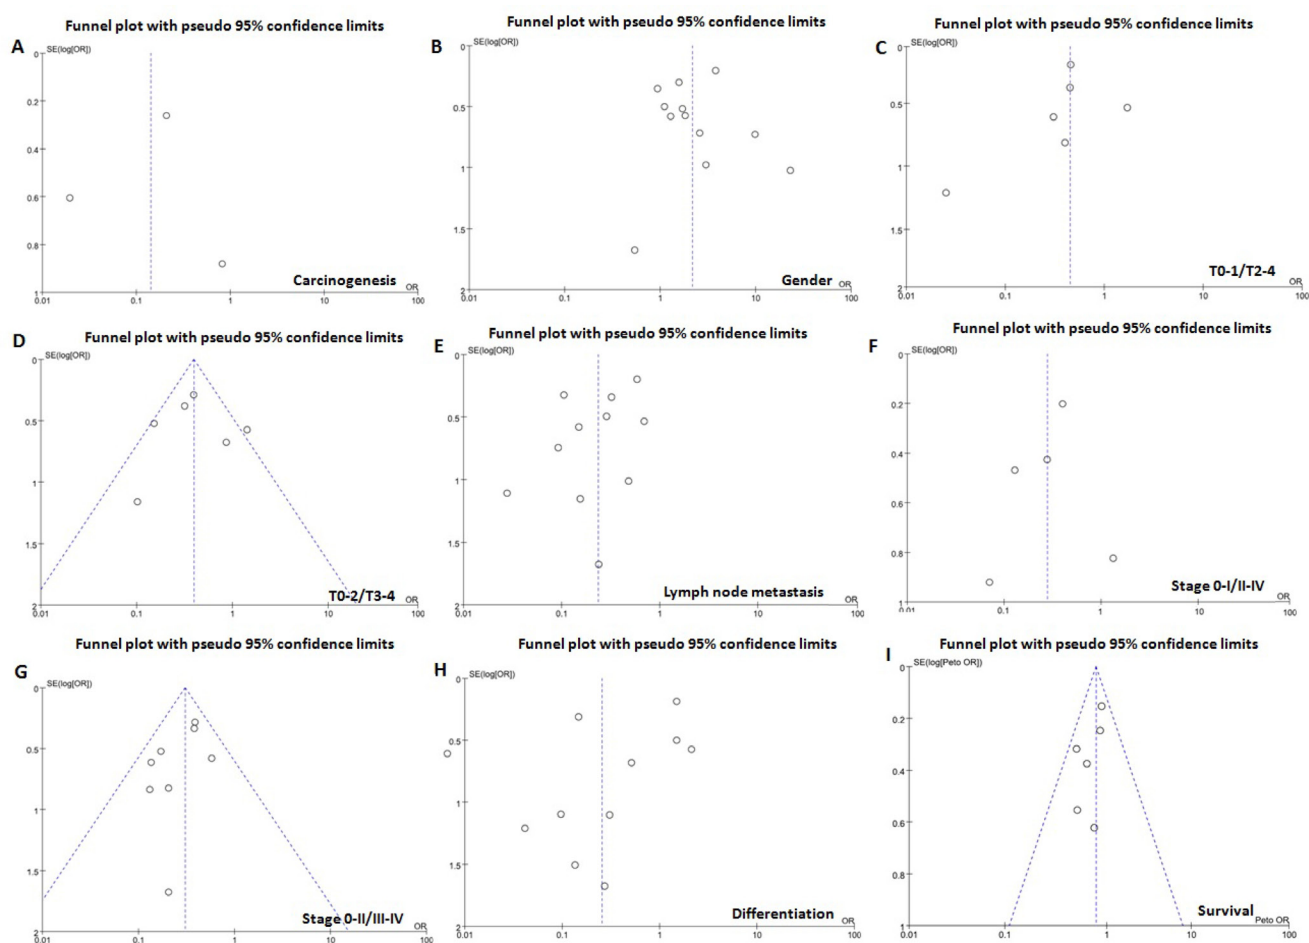 Funnel plot with pseudo 95% confidence limits
A
SE(log[OR])
0
0.2
0.4
0.6
0.8
1
0.01
0.1
1
10
100
Carcinogenesis
OR
Funnel plot with pseudo 95% confidence limits
B
SE(log[OR])
0
0.5
1
1.5
2
0.01
0.1
1
10
100
Gender
OR
Funnel plot with pseudo 95% confidence limits
C
SE(log[OR])
0
0.5
1
1.5
2
0.01
0.1
1
10
100
T0-1/T2-4
OR
Funnel plot with pseudo 95% confidence limits
D
SE(log[OR])
0
0.5
1
1.5
2
0.01
0.1
1
10
100
T0-2/T3-4
OR
Funnel plot with pseudo 95% confidence limits
E
SE(log[OR])
0
0.5
1
1.5
2
0.01
0.1
1
10
100
Lymph node metastasis
OR
Funnel plot with pseudo 95% confidence limits
F
SE(log[OR])
0
0.2
0.4
0.6
0.8
1
0.01
0.1
1
10
100
Stage 0-I/II-IV
OR
Funnel plot with pseudo 95% confidence limits
G
SE(log[OR])
0
0.5
1
1.5
2
0.01
0.1
1
10
100
Stage 0-II/III-IV
OR
Funnel plot with pseudo 95% confidence limits
H
SE(log[OR])
0
0.5
1
1.5
2
0.01
0.1
1
10
100
Differentiation
OR
Funnel plot with pseudo 95% confidence limits
I
SE(log[Peto OR])
0
0.2
0.4
0.6
0.8
1
0.01
0.1
1
10
100
Survival
Peto OR